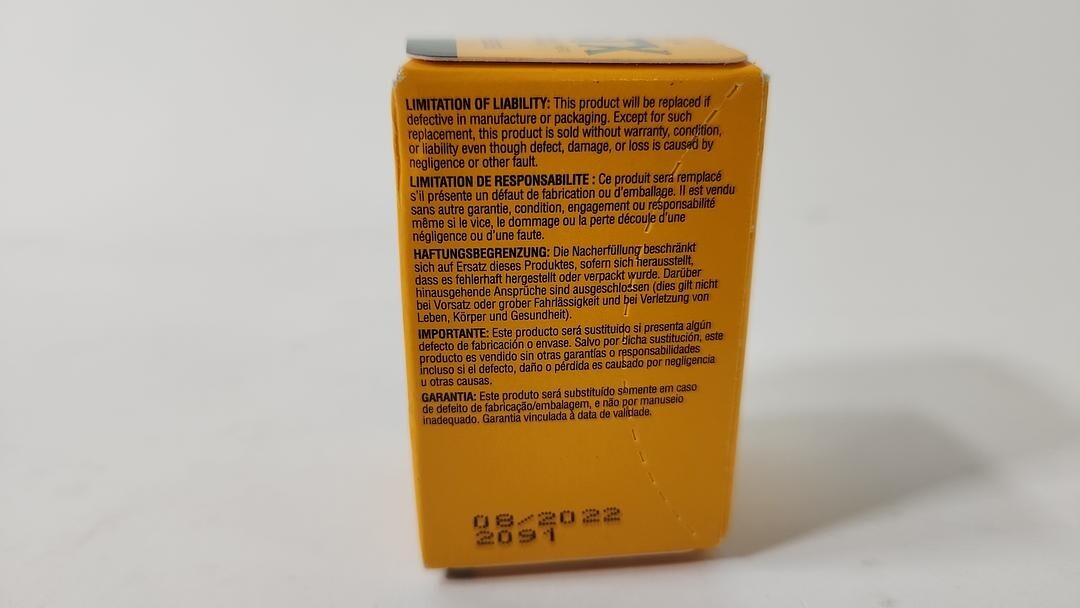 TX
LIMITATION OF LIABILITY: This product will be replaced if
defective in manufacture or packaging. Except for such
replacement, this product is sold without warranty, condition,
or liability even though defect, damage, or loss is caused by
negligence or other fault.
LIMITATION DE RESPONSABILITE : Ce produit sera remplacé
s'il présente un défaut de fabrication ou d'emballage. Il est vendu
sans autre garantie, condition, engagement ou responsabilité
même si le vice, le dommage ou la perte découle d'une
négligence ou d'une faute.
HAFTUNGSBEGRENZUNG: Die Nacherfüllung beschränkt
sich auf Ersatz dieses Produktes, sofern sich herausstellt,
dass es fehlerhaft hergestellt oder verpackt wurde. Darüber
hinausgehende Ansprüche sind ausgeschlossen (dies gilt nicht
bei Vorsatz oder grober Fahrlässigkeit und bei Verletzung von
Leben, Körper und Gesundheit).
IMPORTANTE: Este producto será sustituido si presenta algún
defecto de fabricación o envase. Salvo por dicha sustitución, este
producto es vendido sin otras garantías o responsabilidades
incluso si el defecto, daño o pérdida es causado por negligencia
u otras causas.
GARANTIA: Este produto será substituído somente em caso
de defeito de fabricação/embalagem, e não por manuseio
inadequado. Garantia vinculada à data de validade.
08/2022
2091